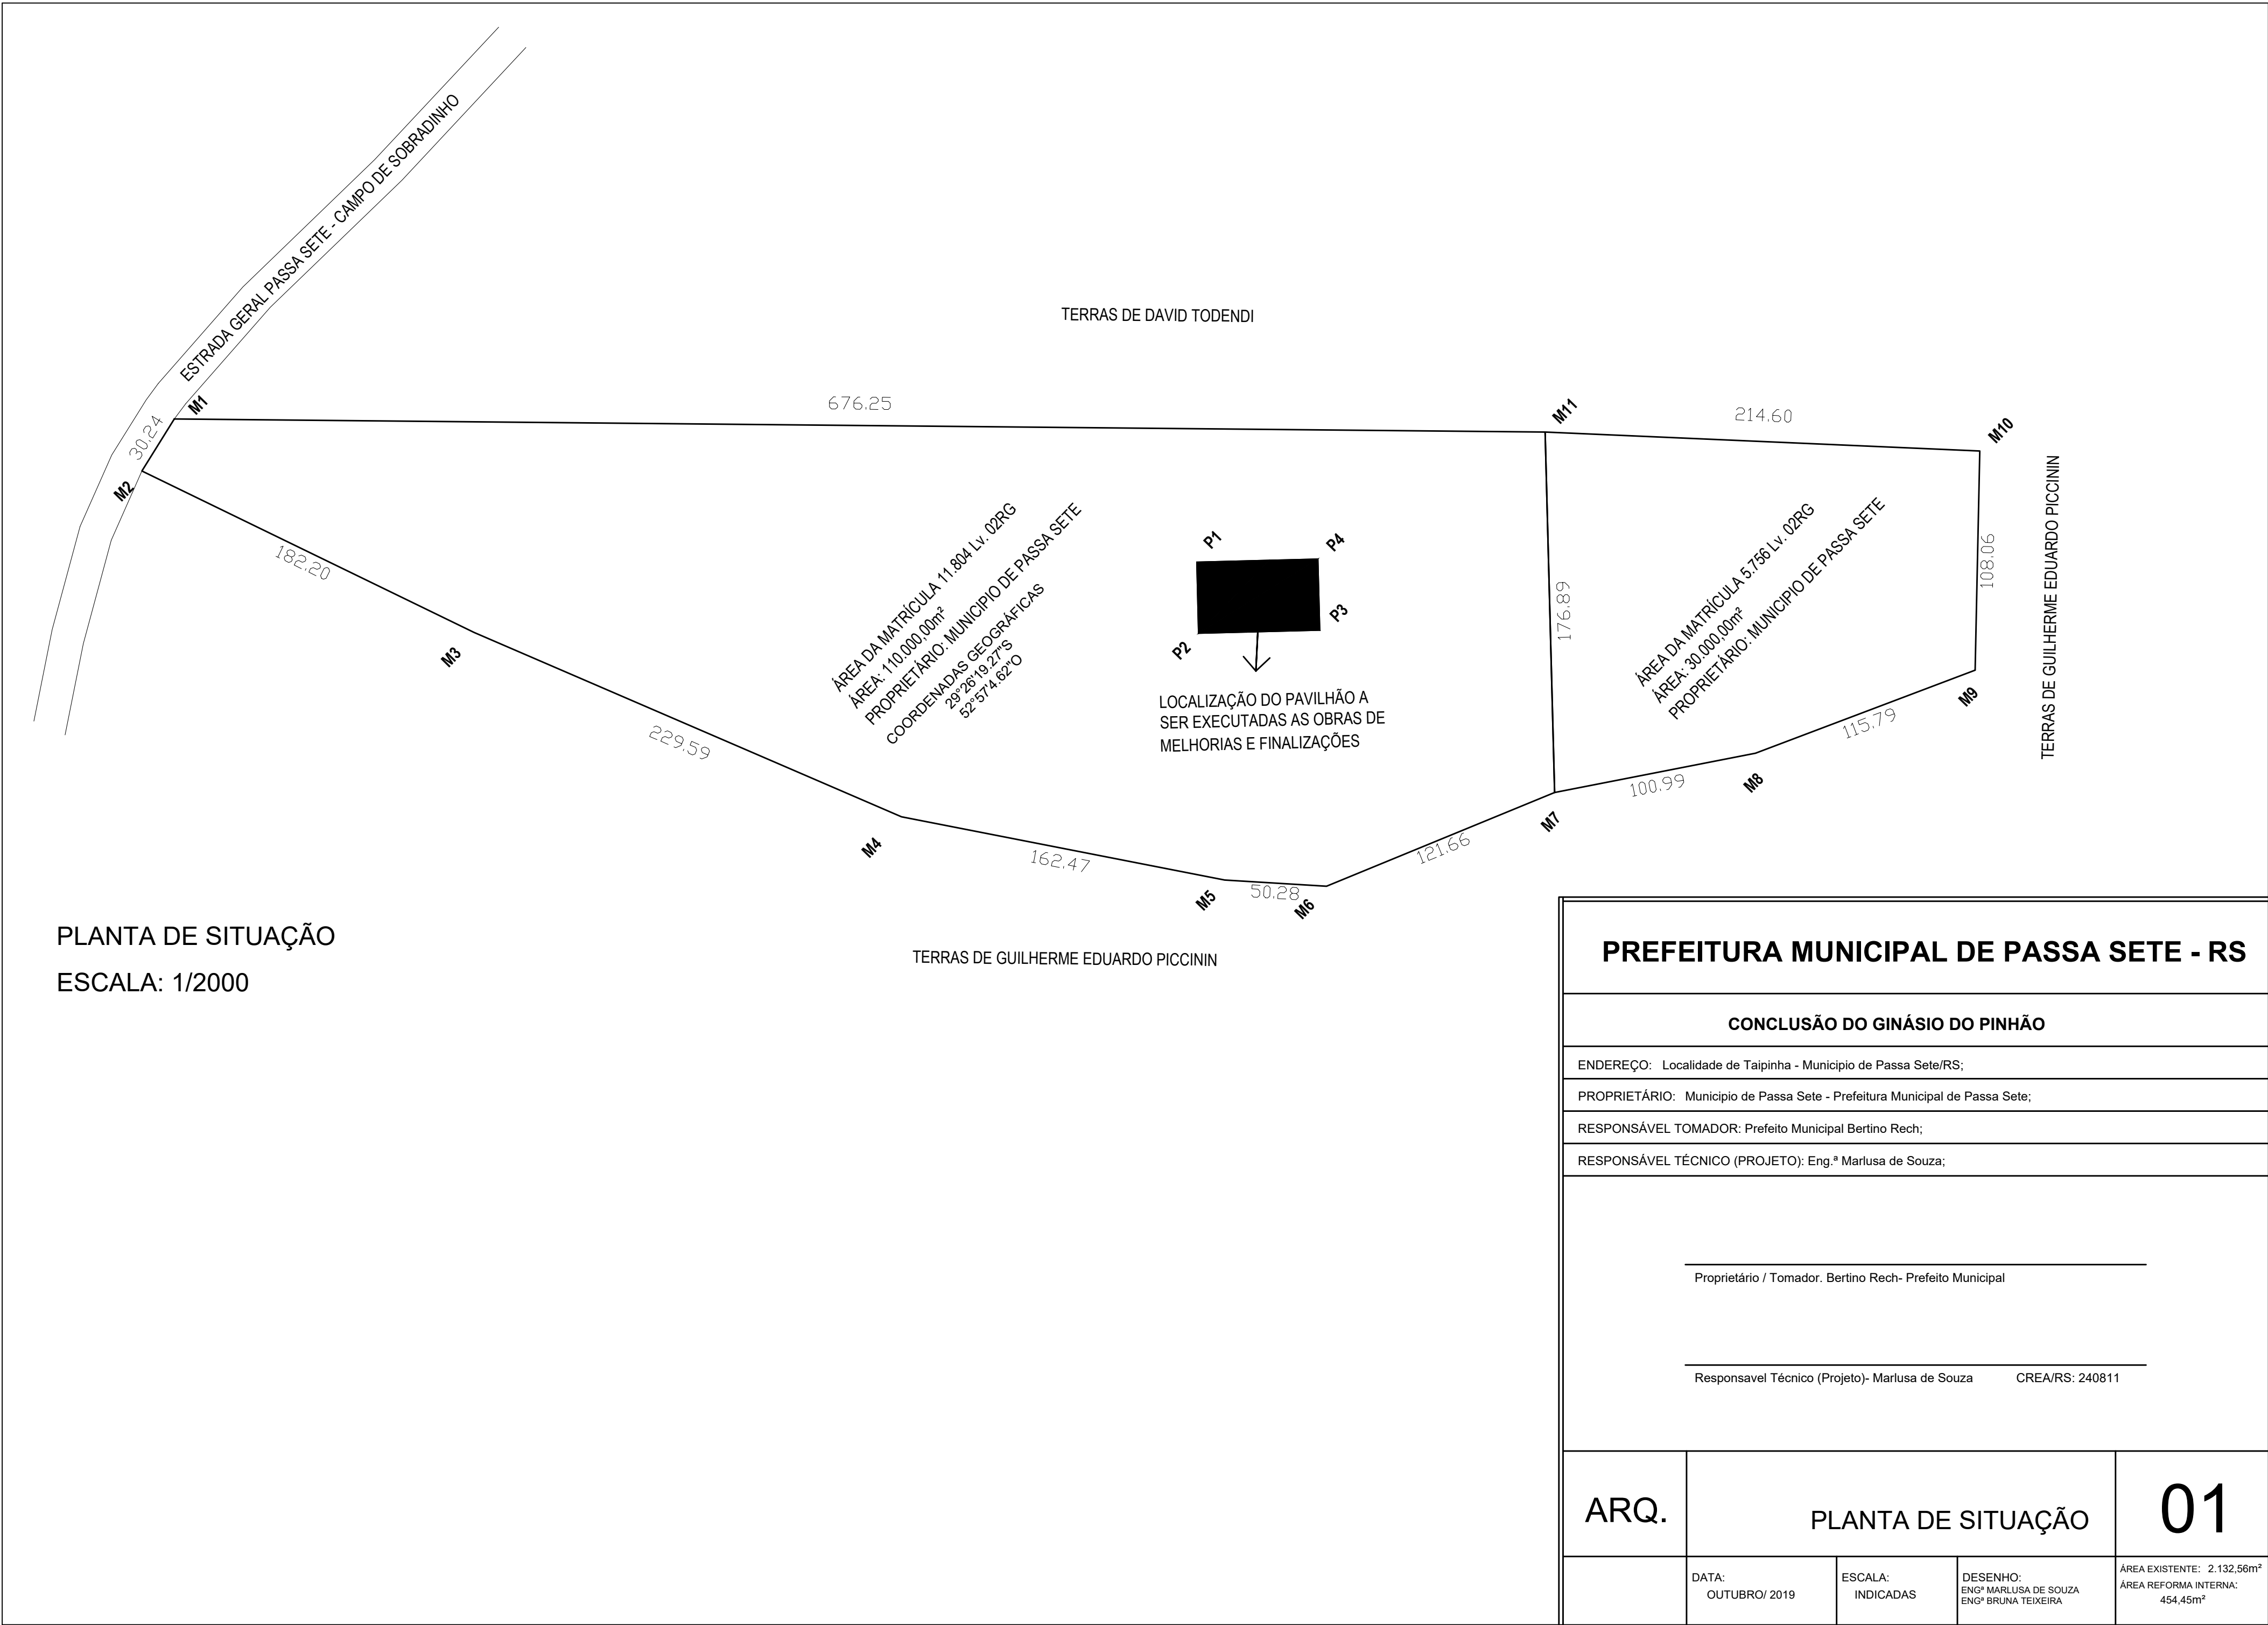 ESTRADA GERAL PASSA SETE - CAMPO DE SOBRADINHO
TERRAS DE DAVID TODENDI
M1
676.25
M11
214.60
M10
30.24
M2
182.20
M3
229.59
M4
162.47
M5
50.28
M6
121.66
M7
100.99
M8
115.79
M9
108.06
176.89
TERRAS DE GUILHERME EDUARDO PICCININ
ÁREA DA MATRÍCULA 11.804 Lv. 02RG
ÁREA: 110.000,00m²
PROPRIETÁRIO: MUNICIPIO DE PASSA SETE
COORDENADAS GEOGRÁFICAS
29°26'19.27"S
52°57'4.62"O
P1
P4
P3
P2
LOCALIZAÇÃO DO PAVILHÃO A
SER EXECUTADAS AS OBRAS DE
MELHORIAS E FINALIZAÇÕES
ÁREA DA MATRÍCULA 5.756 Lv. 02RG
ÁREA: 30.000,00m²
PROPRIETÁRIO: MUNICIPIO DE PASSA SETE
TERRAS DE GUILHERME EDUARDO PICCININ
PLANTA DE SITUAÇÃO
ESCALA: 1/2000
PREFEITURA MUNICIPAL DE PASSA SETE - RS
CONCLUSÃO DO GINÁSIO DO PINHÃO
ENDEREÇO: Localidade de Taipinha - Municipio de Passa Sete/RS;
PROPRIETÁRIO: Municipio de Passa Sete - Prefeitura Municipal de Passa Sete;
RESPONSÁVEL TOMADOR: Prefeito Municipal Bertino Rech;
RESPONSÁVEL TÉCNICO (PROJETO): Eng.ª Marlusa de Souza;
Proprietário / Tomador. Bertino Rech- Prefeito Municipal
Responsavel Técnico (Projeto)- Marlusa de Souza CREA/RS: 240811
ARQ.
PLANTA DE SITUAÇÃO
01
DATA:
OUTUBRO/ 2019
ESCALA:
INDICADAS
DESENHO:
ENGª MARLUSA DE SOUZA
ENGª BRUNA TEIXEIRA
ÁREA EXISTENTE: 2.132,56m²
ÁREA REFORMA INTERNA:
454,45m²